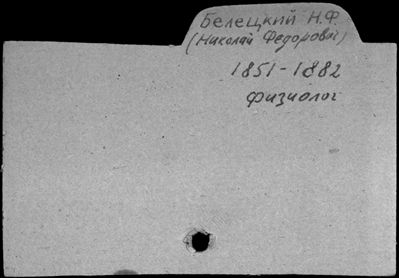 Белецкий Н.Ф.
(Николай Федорович)
1851-1882
физиолог